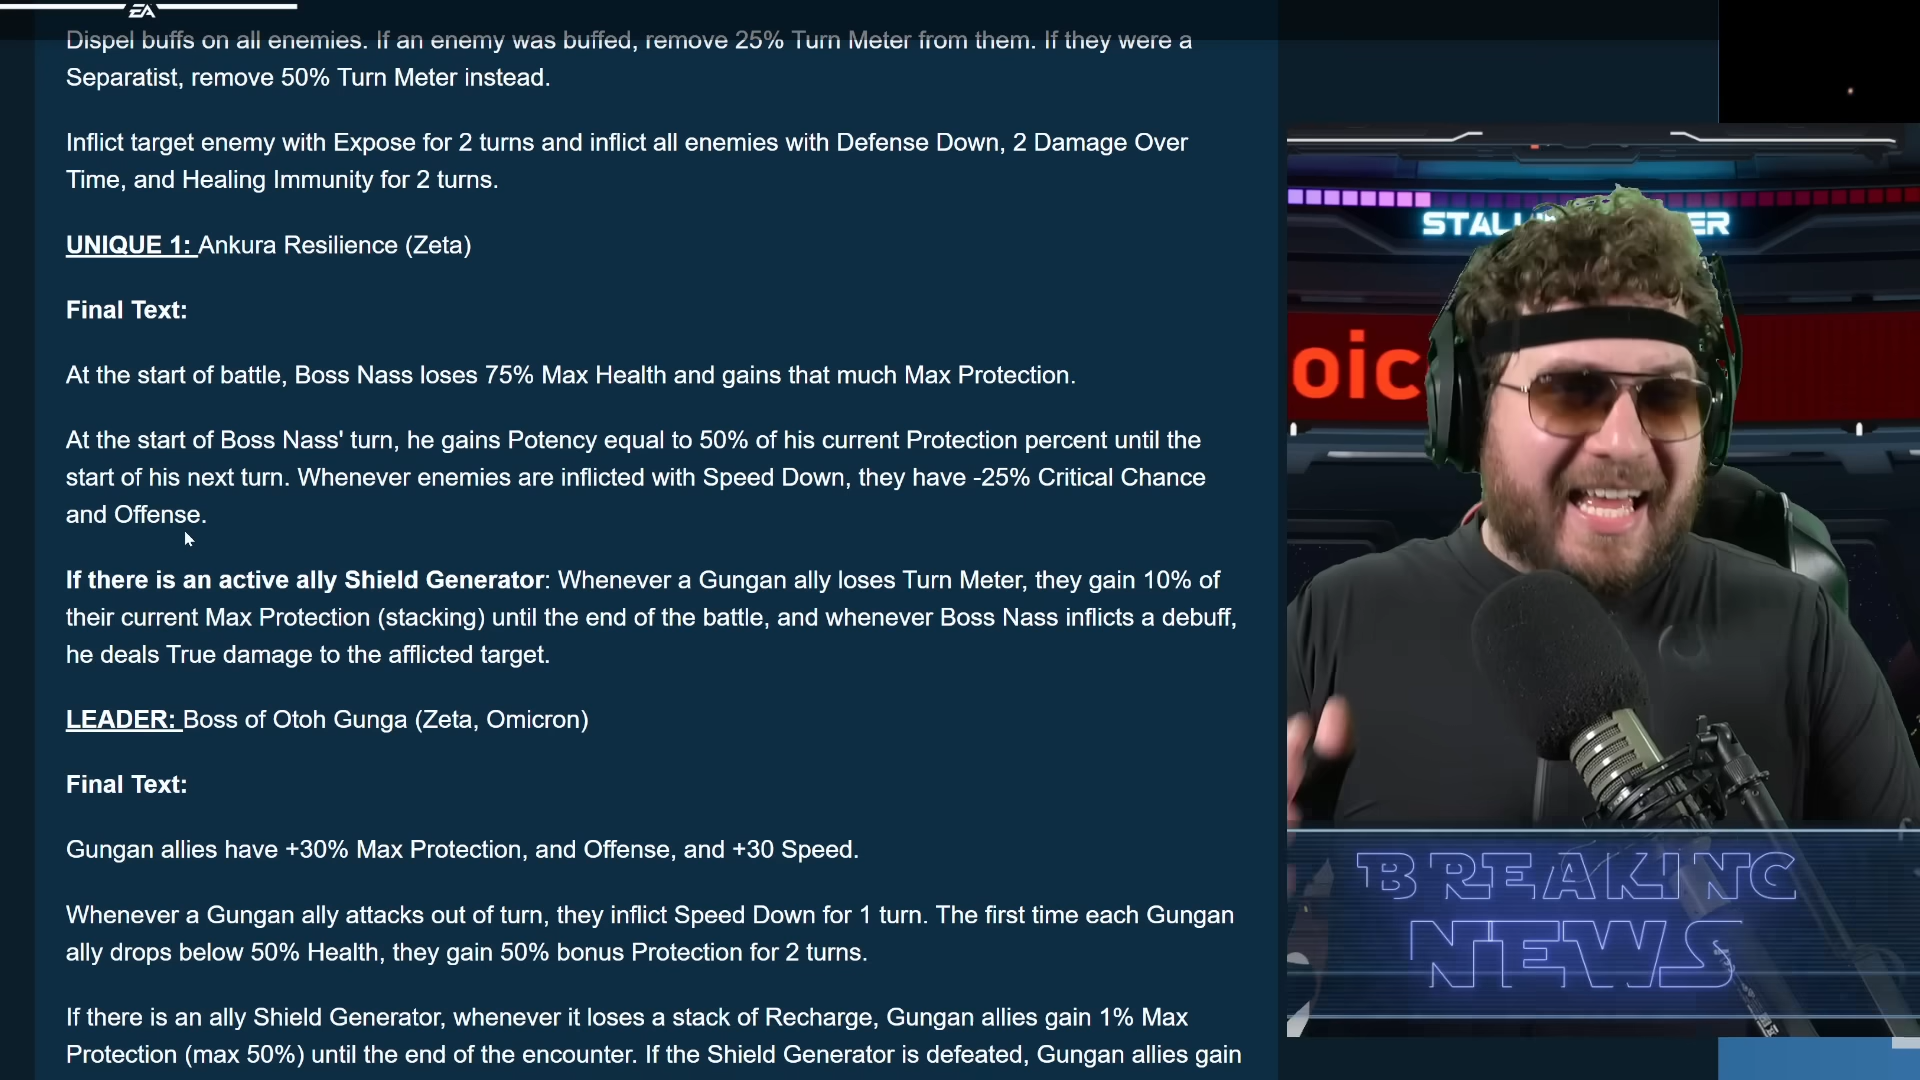 EA
Dispel buffs on all enemies. If an enemy was buffed, remove 25% Turn Meter from them. If they were a
Separatist, remove 50% Turn Meter instead.
Inflict target enemy with Expose for 2 turns and inflict all enemies with Defense Down, 2 Damage Over
Time, and Healing Immunity for 2 turns.
UNIQUE 1: Ankura Resilience (Zeta)
Final Text:
At the start of battle, Boss Nass loses 75% Max Health and gains that much Max Protection.
At the start of Boss Nass' turn, he gains Potency equal to 50% of his current Protection percent until the
start of his next turn. Whenever enemies are inflicted with Speed Down, they have -25% Critical Chance
and Offense.
If there is an active ally Shield Generator: Whenever a Gungan ally loses Turn Meter, they gain 10% of
their current Max Protection (stacking) until the end of the battle, and whenever Boss Nass inflicts a debuff,
he deals True damage to the afflicted target.
LEADER: Boss of Otoh Gunga (Zeta, Omicron)
Final Text:
Gungan allies have +30% Max Protection, and Offense, and +30 Speed.
Whenever a Gungan ally attacks out of turn, they inflict Speed Down for 1 turn. The first time each Gungan
ally drops below 50% Health, they gain 50% bonus Protection for 2 turns.
If there is an ally Shield Generator, whenever it loses a stack of Recharge, Gungan allies gain 1% Max
Protection (max 50%) until the end of the encounter. If the Shield Generator is defeated, Gungan allies gain
oic
BREAKING
NEWS